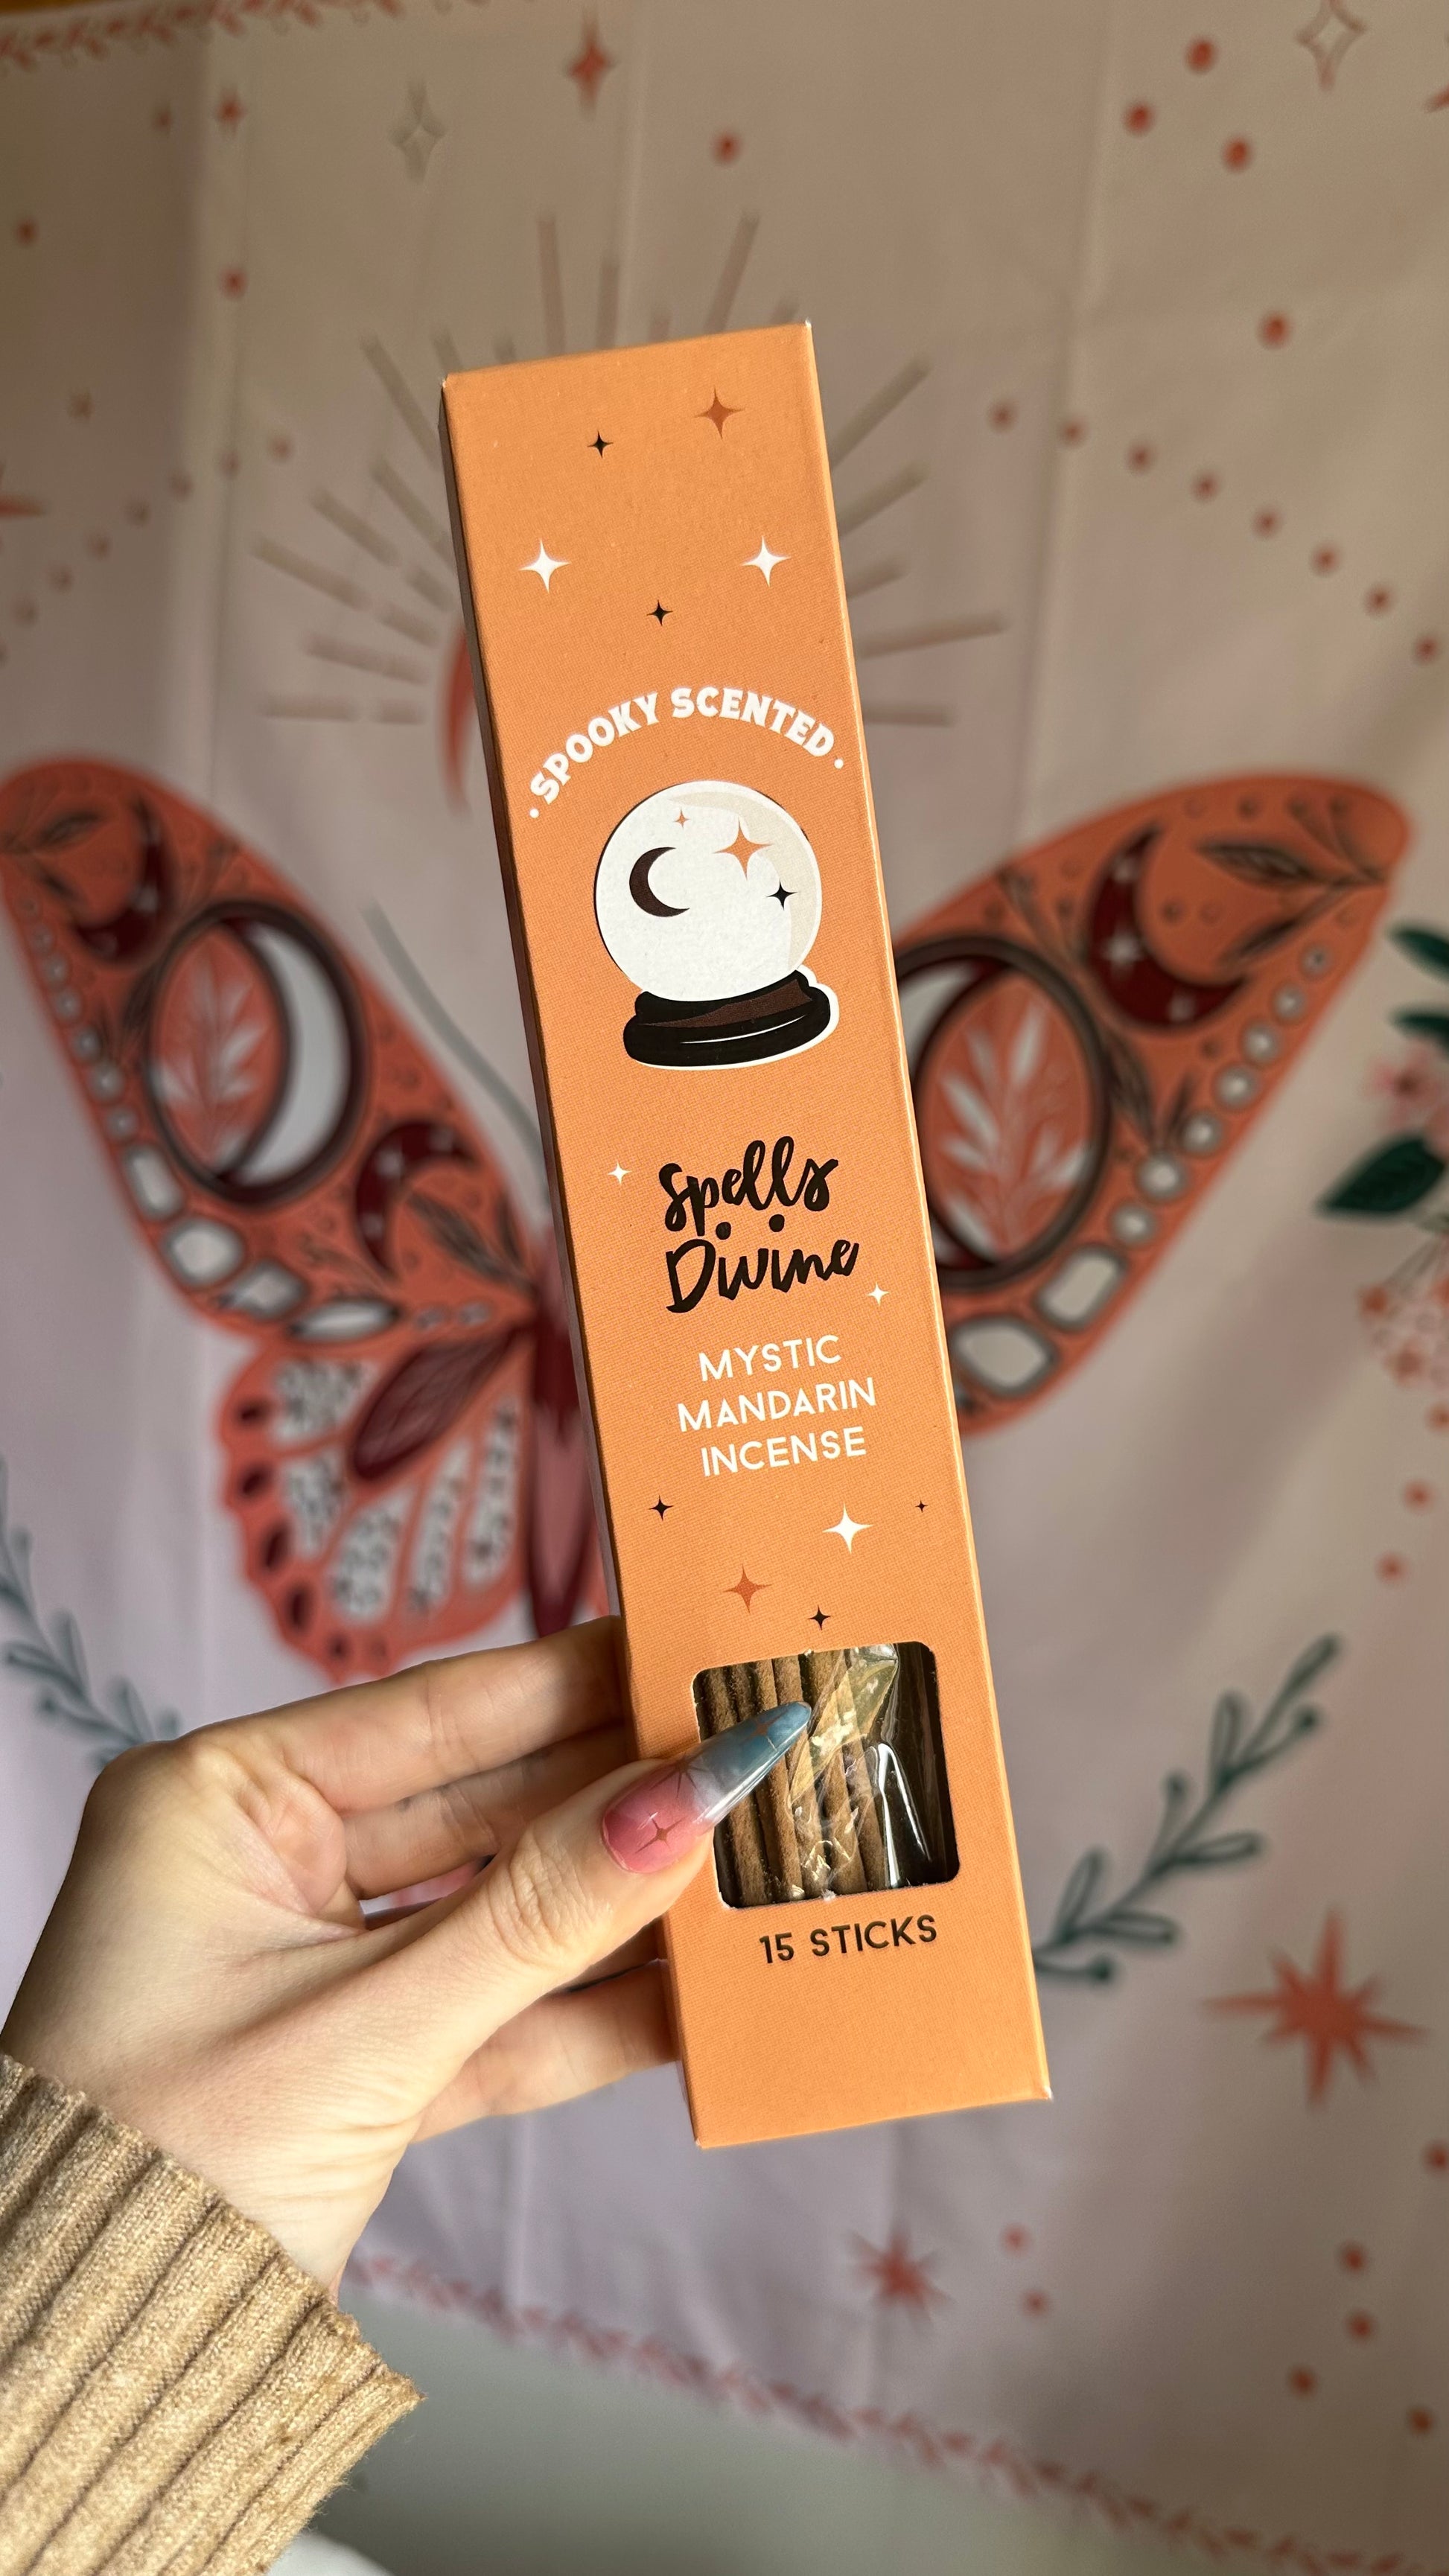 · SPOOKY SCENTED ·
Spells
Divine
MYSTIC
MANDARIN
INCENSE
15 STICKS